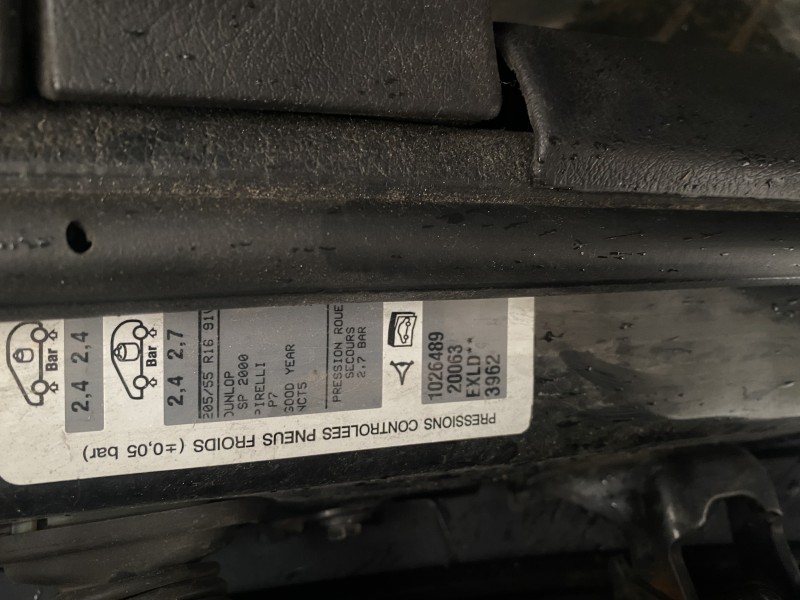 Bar
2,4 2,4
Bar
2,4 2,7
205/55 R16 91V
DUNLOP
SP 2000
PIRELLI
P7
GOOD YEAR
NCT5
PRESSION ROUE
SECOURS
2.7 BAR
1026489
20063
EXLD**
3962
PRESSIONS CONTROLEES PNEUS FROIDS (±0,05 bar)